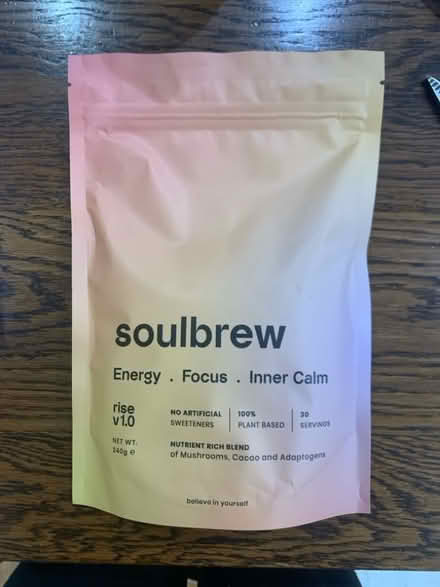 soulbrew
Energy . Focus . Inner Calm
rise
v1.0
NET WT:
240g ℮
NO ARTIFICIAL
SWEETENERS
100%
PLANT BASED
30
SERVINGS
NUTRIENT RICH BLEND
of Mushrooms, Cacao and Adaptogens
believe in yourself